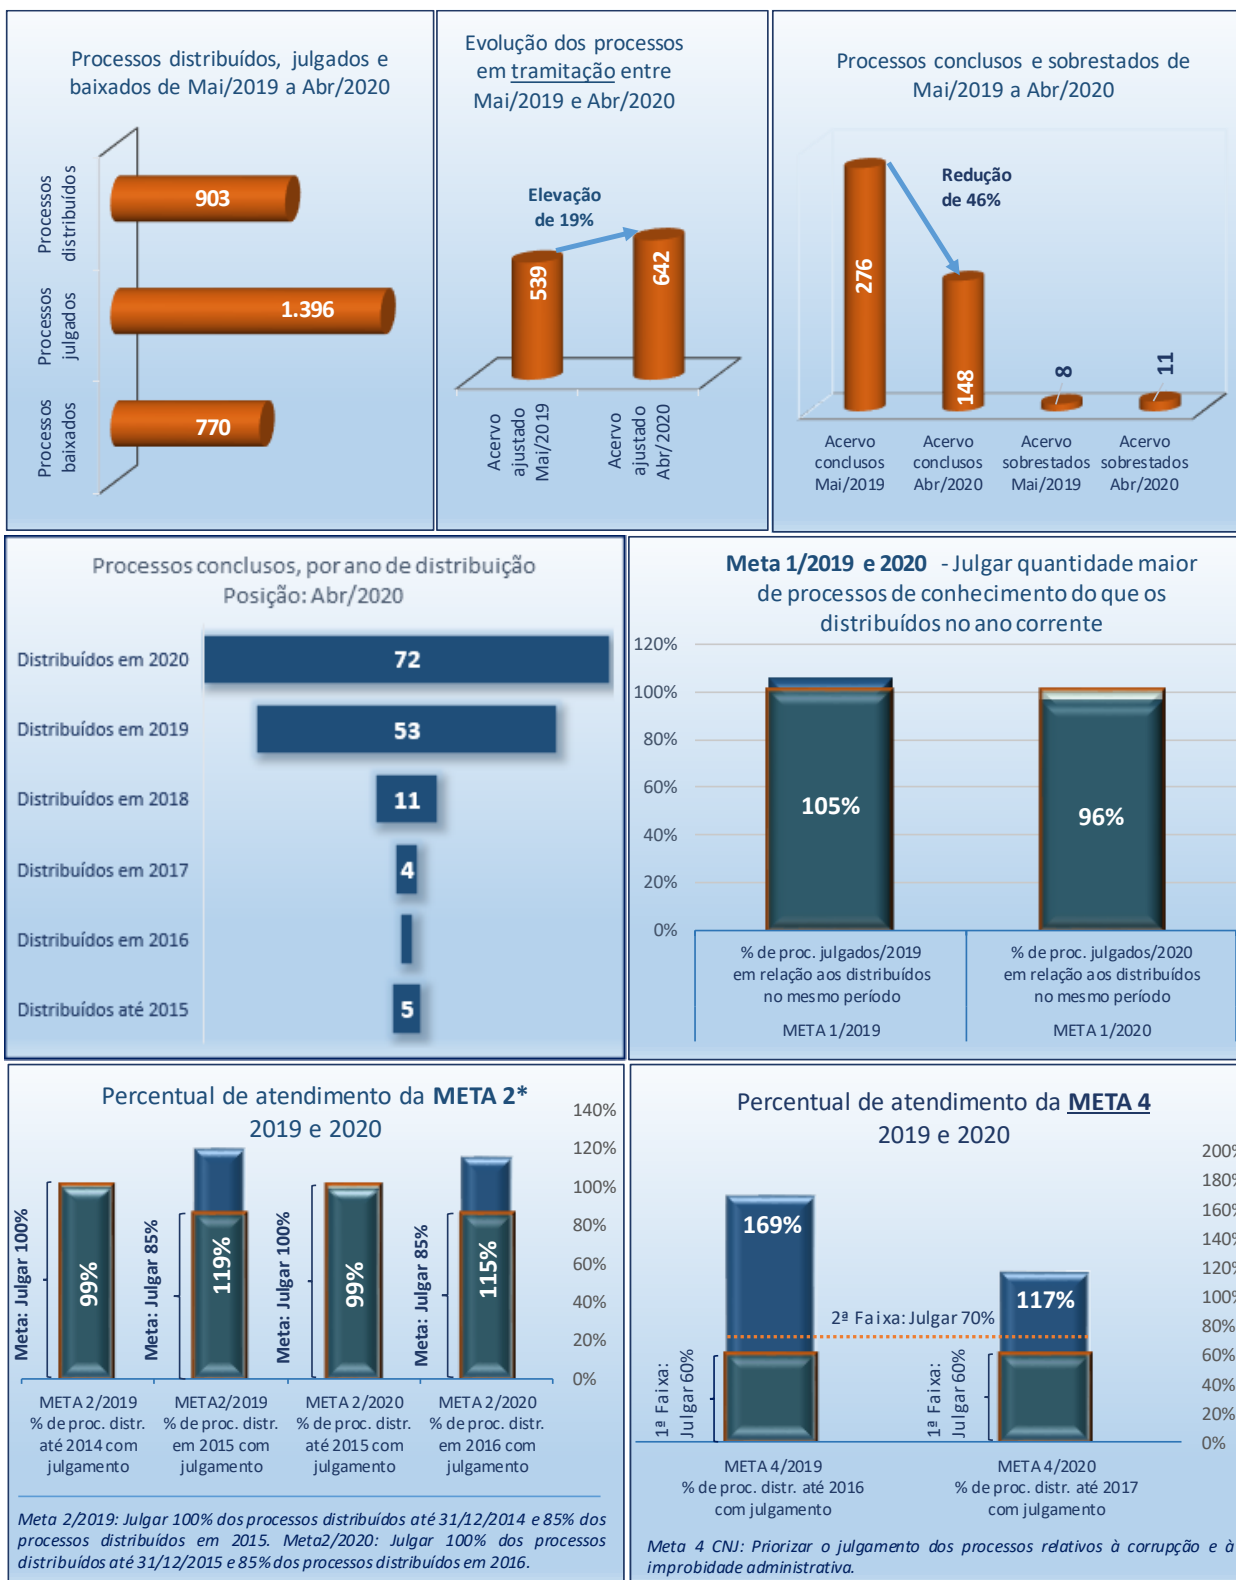 Processos distribuídos, julgados e
baixados de Mai/2019 a Abr/2020
Processos
distribuídos
903
Processos
julgados
1.396
Processos
baixados
770
Evolução dos processos
em tramitação entre
Mai/2019 e Abr/2020
Elevação
de 19%
539
642
Acervo
ajustado
Mai/2019
Acervo
ajustado
Abr/2020
Processos conclusos e sobrestados de
Mai/2019 a Abr/2020
Redução
de 46%
276
148
8
11
Acervo
conclusos
Mai/2019
Acervo
conclusos
Abr/2020
Acervo
sobrestados
Mai/2019
Acervo
sobrestados
Abr/2020
Processos conclusos, por ano de distribuição
Posição: Abr/2020
Distribuídos em 2020
72
Distribuídos em 2019
53
Distribuídos em 2018
11
Distribuídos em 2017
4
Distribuídos em 2016
Distribuídos até 2015
5
Meta 1/2019 e 2020 - Julgar quantidade maior
de processos de conhecimento do que os
distribuídos no ano corrente
120%
100%
80%
60%
40%
20%
0%
105%
96%
% de proc. julgados/2019
em relação aos distribuídos
no mesmo período
META 1/2019
% de proc. julgados/2020
em relação aos distribuídos
no mesmo período
META 1/2020
Percentual de atendimento da META 2*
2019 e 2020
140%
120%
100%
80%
60%
40%
20%
0%
Meta: Julgar 100%
99%
Meta: Julgar 85%
119%
Meta: Julgar 100%
99%
Meta: Julgar 85%
115%
META 2/2019
% de proc. distr.
até 2014 com
julgamento
META2/2019
% de proc. distr.
em 2015 com
julgamento
META 2/2020
% de proc. distr.
até 2015 com
julgamento
META 2/2020
% de proc. distr.
em 2016 com
julgamento
Meta 2/2019: Julgar 100% dos processos distribuídos até 31/12/2014 e 85% dos
processos distribuídos em 2015. Meta2/2020: Julgar 100% dos processos
distribuídos até 31/12/2015 e 85% dos processos distribuídos em 2016.
Percentual de atendimento da META 4
2019 e 2020
200%
180%
160%
140%
120%
100%
80%
60%
40%
20%
0%
169%
117%
2ª Faixa: Julgar 70%
1ª Faixa:
Julgar 60%
1ª Faixa:
Julgar 60%
META 4/2019
% de proc. distr. até 2016
com julgamento
META 4/2020
% de proc. distr. até 2017
com julgamento
Meta 4 CNJ: Priorizar o julgamento dos processos relativos à corrupção e à
improbidade administrativa.